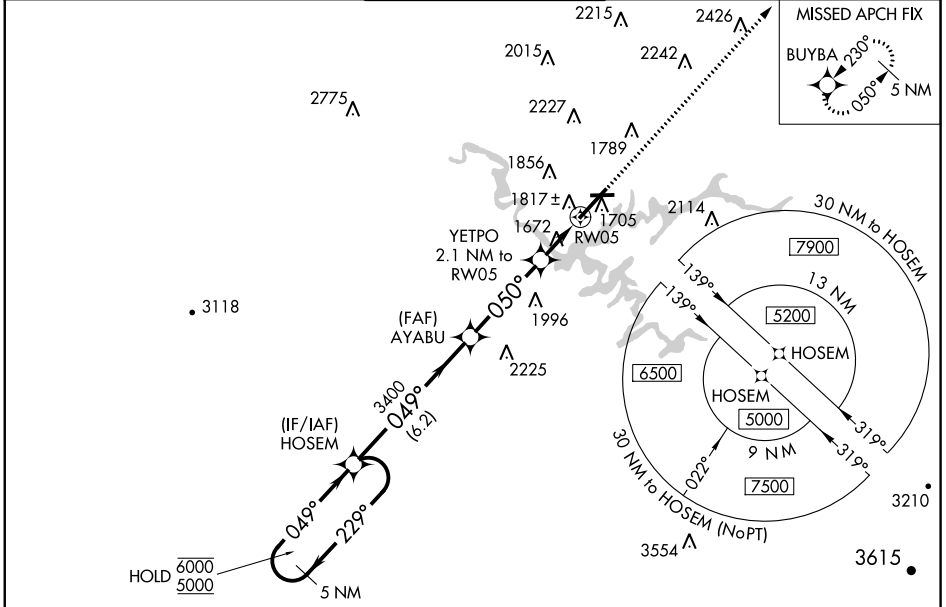 2215
2426
MISSED APCH FIX
BUYBA
230°
050°
5 NM
2015
2242
2775
2227
1789
1856
1817±
1705
2114
1672
RW05
YETPO
2.1 NM to
RW05
050°
30 NM to HOSEM
7900
139°
13 NM
139°
5200
3118
1996
(FAF)
AYABU
2225
HOSEM
6500
HOSEM
3400
049°
(6.2)
5000
319°
319°
9 NM
(IF/IAF)
HOSEM
022°
7500
30 NM to HOSEM (NoPT)
049°
229°
3210
3554
3615
HOLD 6000
5000
5 NM